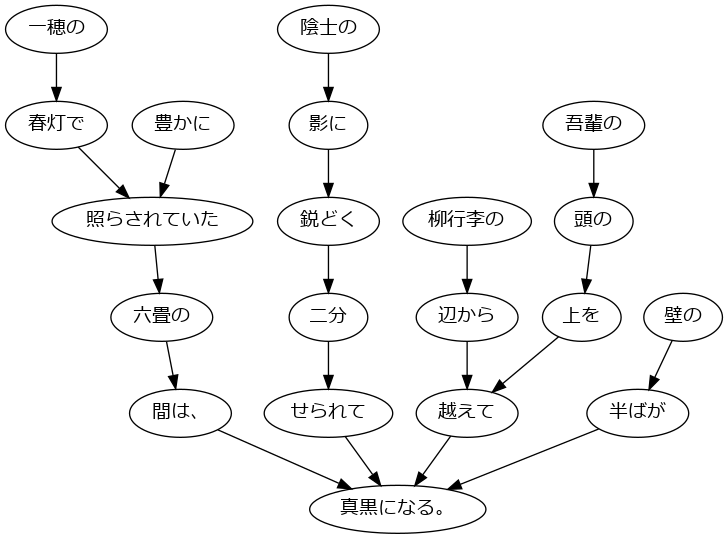 一穂の
陰士の
春灯で
豊かに
影に
吾輩の
照らされていた
鋭どく
柳行李の
頭の
六畳の
二分
辺から
上を
壁の
間は、
せられて
越えて
半ばが
真黒になる。